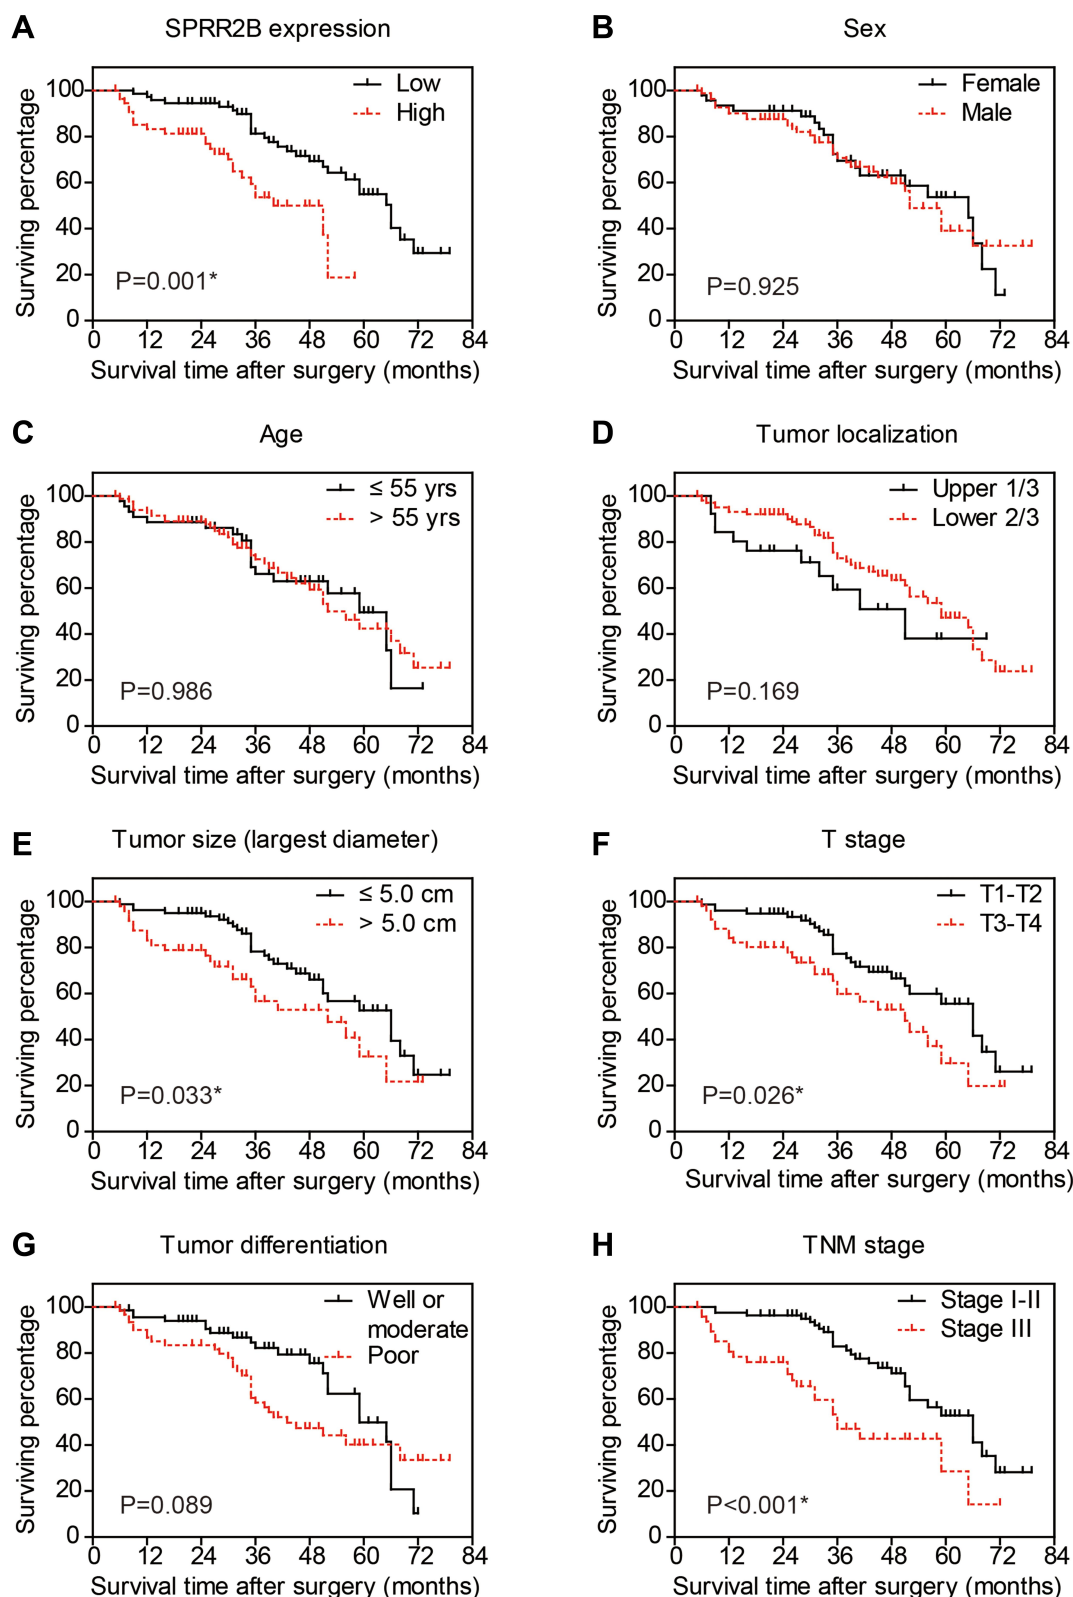 A
SPRR2B expression
Low
High
100
80
60
40
20
0
Surviving percentage
P=0.001*
0 12 24 36 48 60 72 84
Survival time after surgery (months)
B
Sex
Female
Male
100
80
60
40
20
0
Surviving percentage
P=0.925
0 12 24 36 48 60 72 84
Survival time after surgery (months)
C
Age
≤ 55 yrs
> 55 yrs
100
80
60
40
20
0
Surviving percentage
P=0.986
0 12 24 36 48 60 72 84
Survival time after surgery (months)
D
Tumor localization
Upper 1/3
Lower 2/3
100
80
60
40
20
0
Surviving percentage
P=0.169
0 12 24 36 48 60 72 84
Survival time after surgery (months)
E
Tumor size (largest diameter)
≤ 5.0 cm
> 5.0 cm
100
80
60
40
20
0
Surviving percentage
P=0.033*
0 12 24 36 48 60 72 84
Survival time after surgery (months)
F
T stage
T1-T2
T3-T4
100
80
60
40
20
0
Surviving percentage
P=0.026*
0 12 24 36 48 60 72 84
Survival time after surgery (months)
G
Tumor differentiation
Well or
moderate
Poor
100
80
60
40
20
0
Surviving percentage
P=0.089
0 12 24 36 48 60 72 84
Survival time after surgery (months)
H
TNM stage
Stage I-II
Stage III
100
80
60
40
20
0
Surviving percentage
P<0.001*
0 12 24 36 48 60 72 84
Survival time after surgery (months)